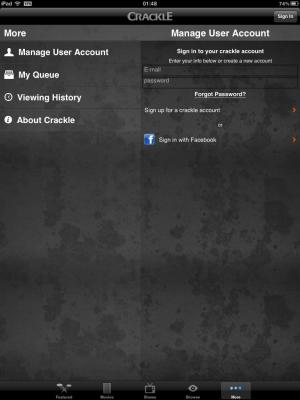 iPad
VPN
01:48
74%
CRACKLE
Sign In
More
Manage User Account
My Queue
Viewing History
About Crackle
Manage User Account
Sign in to your crackle account
Enter your info below or create a new account
E-mail
password
Forgot Password?
Sign up for a crackle account
or
Sign in with Facebook
Featured
Movies
Shows
Browse
More